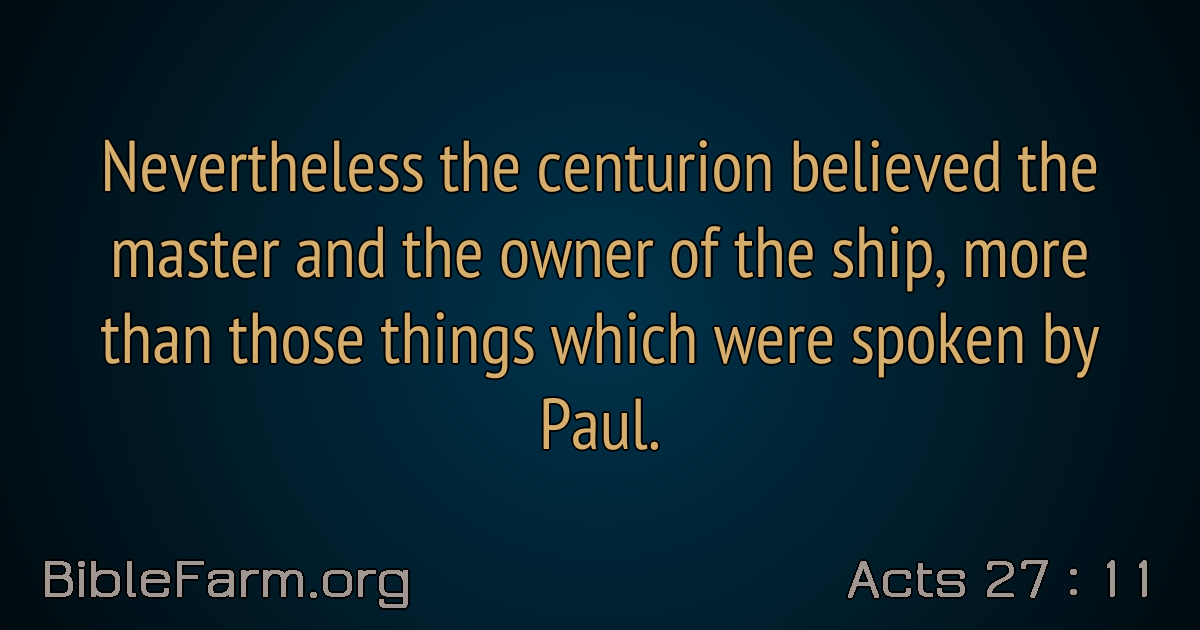 Nevertheless the centurion believed the
master and the owner of the ship, more
than those things which were spoken by
Paul.
BibleFarm.org
Acts 27 : 11